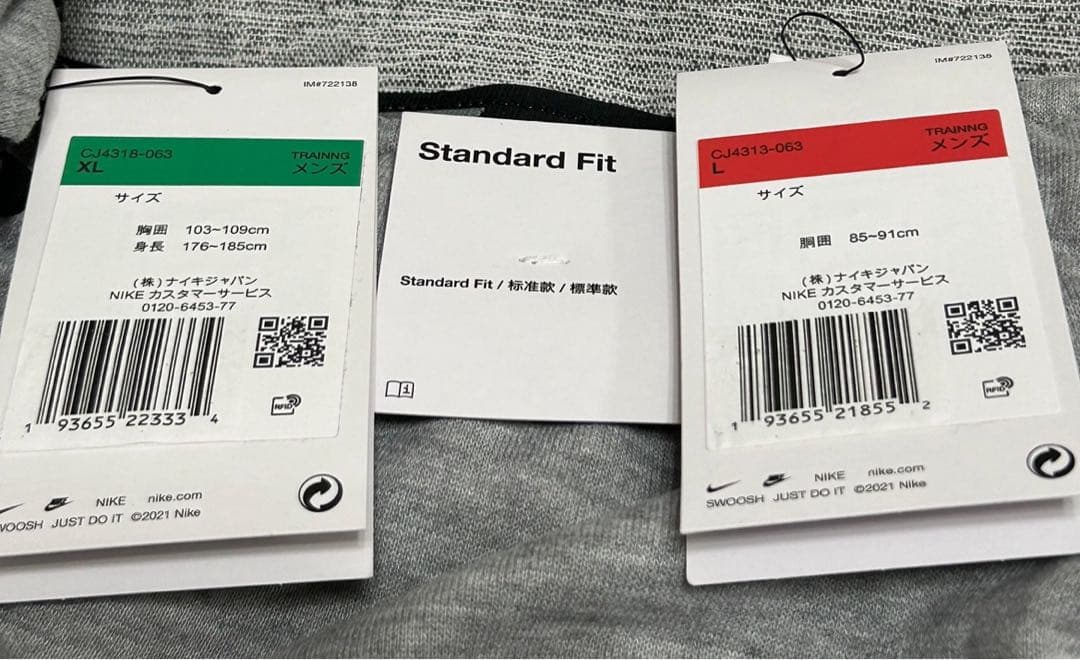 IM#722138
CJ4318-063
XL
TRAINNG
メンズ
サイズ
胸囲 103~109cm
身長 176~185cm
(株)ナイキジャパン
NIKE カスタマーサービス
0120-6453-77
1 93655 22333 4
RFID
NIKE nike.com
WOOSH JUST DO IT ©2021 Nike
Standard Fit
Standard Fit / 标准款 / 標準款
IM#722138
CJ4313-063
L
TRAINNG
メンズ
サイズ
胴囲 85~91cm
(株)ナイキジャパン
NIKE カスタマーサービス
0120-6453-77
1 93655 21855 2
RFID
NIKE nike.com
SWOOSH JUST DO IT ©2021 Nike